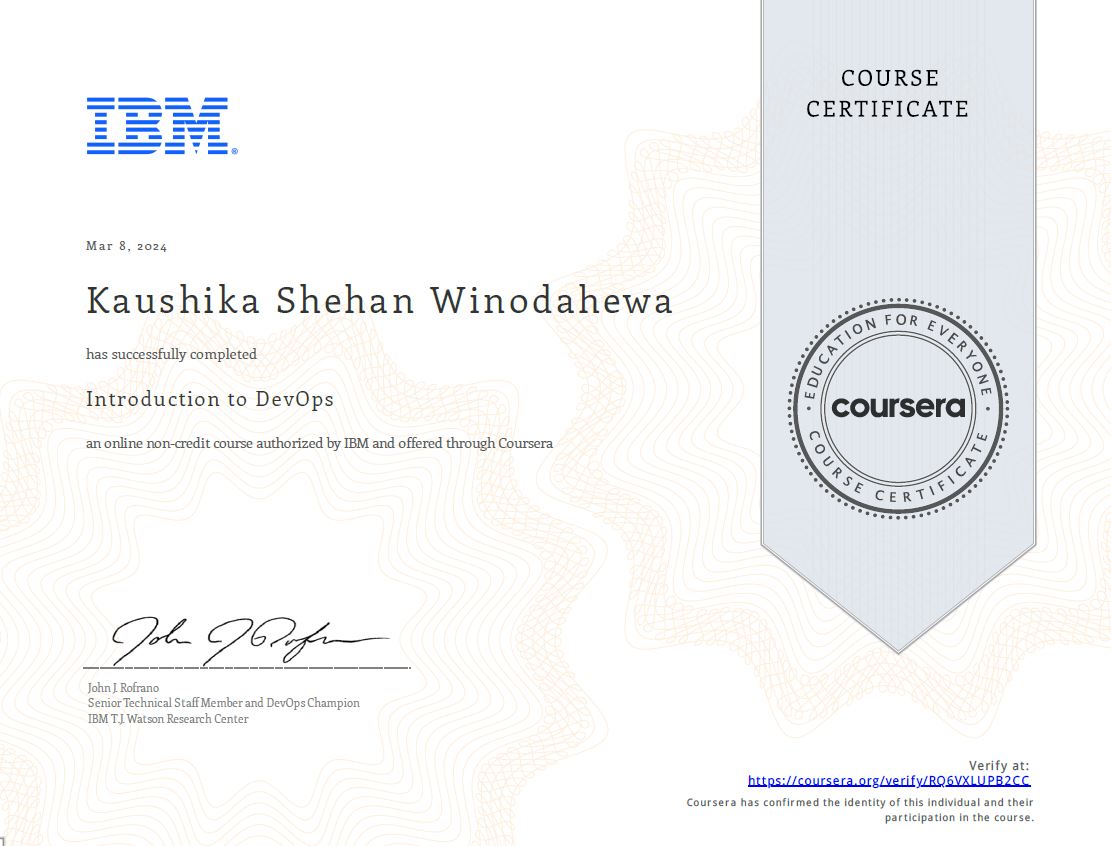 COURSE
CERTIFICATE
IBM®
Mar 8, 2024
Kaushika Shehan Winodahewa
has successfully completed
Introduction to DevOps
an online non-credit course authorized by IBM and offered through Coursera
EDUCATION FOR EVERYONE
coursera
COURSE CERTIFICATE
John J. Rofrano
John J. Rofrano
Senior Technical Staff Member and DevOps Champion
IBM T.J. Watson Research Center
Verify at:
https://coursera.org/verify/RQ6VXLUPB2CC
Coursera has confirmed the identity of this individual and their
participation in the course.